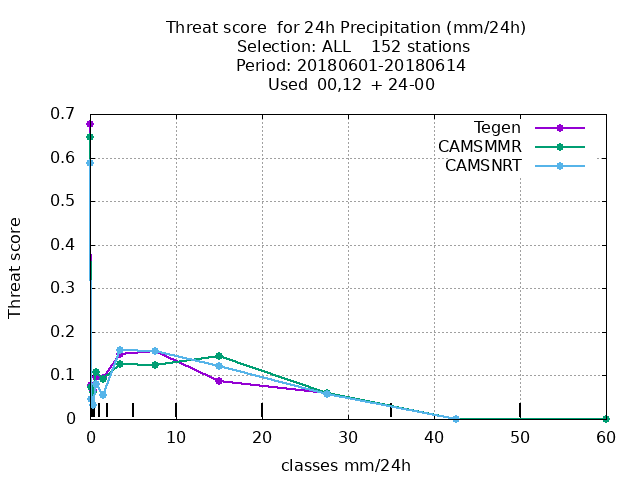 Threat score  for 24h Precipitation (mm/24h)
Selection: ALL    152 stations
Period: 20180601-20180614
Used  00,12  + 24-00
Tegen
CAMSMMR
CAMSNRT
Threat score
0.7
0.6
0.5
0.4
0.3
0.2
0.1
0
0 10 20 30 40 50 60
classes mm/24h